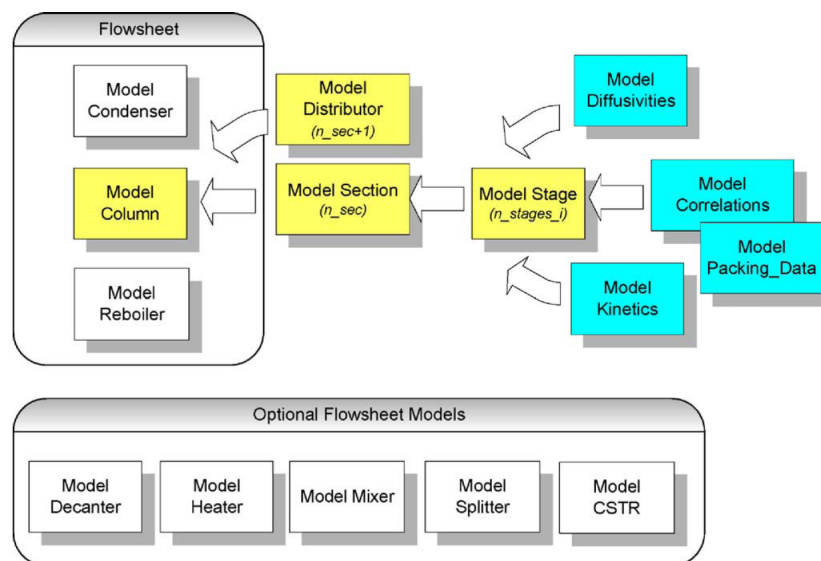 Flowsheet
Model
Condenser
Model
Column
Model
Reboiler
Model
Distributor
(n_sec+1)
Model Section
(n_sec)
Model Stage
(n_stages_i)
Model
Diffusivities
Model
Correlations
Model
Packing_Data
Model
Kinetics
Optional Flowsheet Models
Model
Decanter
Model
Heater
Model Mixer
Model
Splitter
Model
CSTR